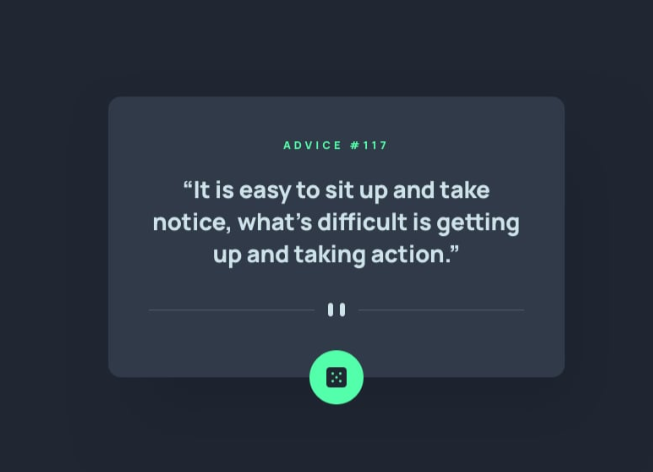 ADVICE #117
“It is easy to sit up and take
notice, what’s difficult is getting
up and taking action.”